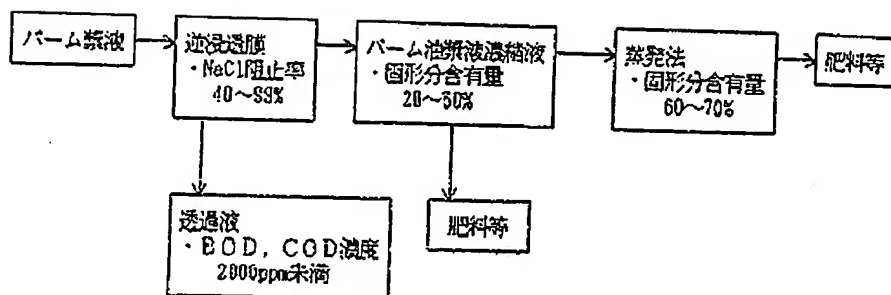 パーム漿液
逆浸透膜
・NaCl阻止率
40〜99%
パーム油漿液濃縮液
・固形分含有量
20〜50%
蒸発法
・固形分含有量
60〜70%
肥料等
透過液
・BOD,COD濃度
2000ppm未満
肥料等